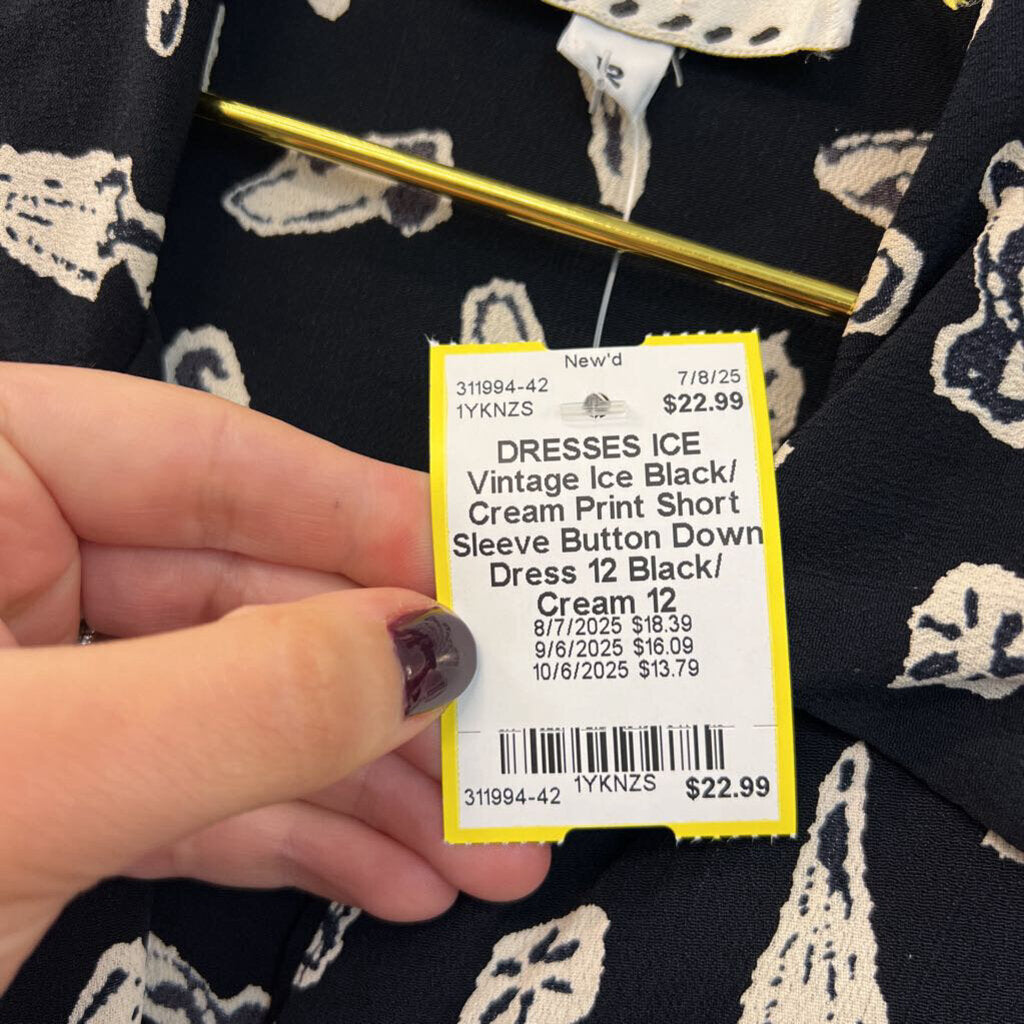 12
New'd
311994-42 7/8/25
1YKNZS $22.99
DRESSES ICE
Vintage Ice Black/
Cream Print Short
Sleeve Button Down
Dress 12 Black/
Cream 12
8/7/2025 $18.39
9/6/2025 $16.09
10/6/2025 $13.79
311994-42 1YKNZS $22.99